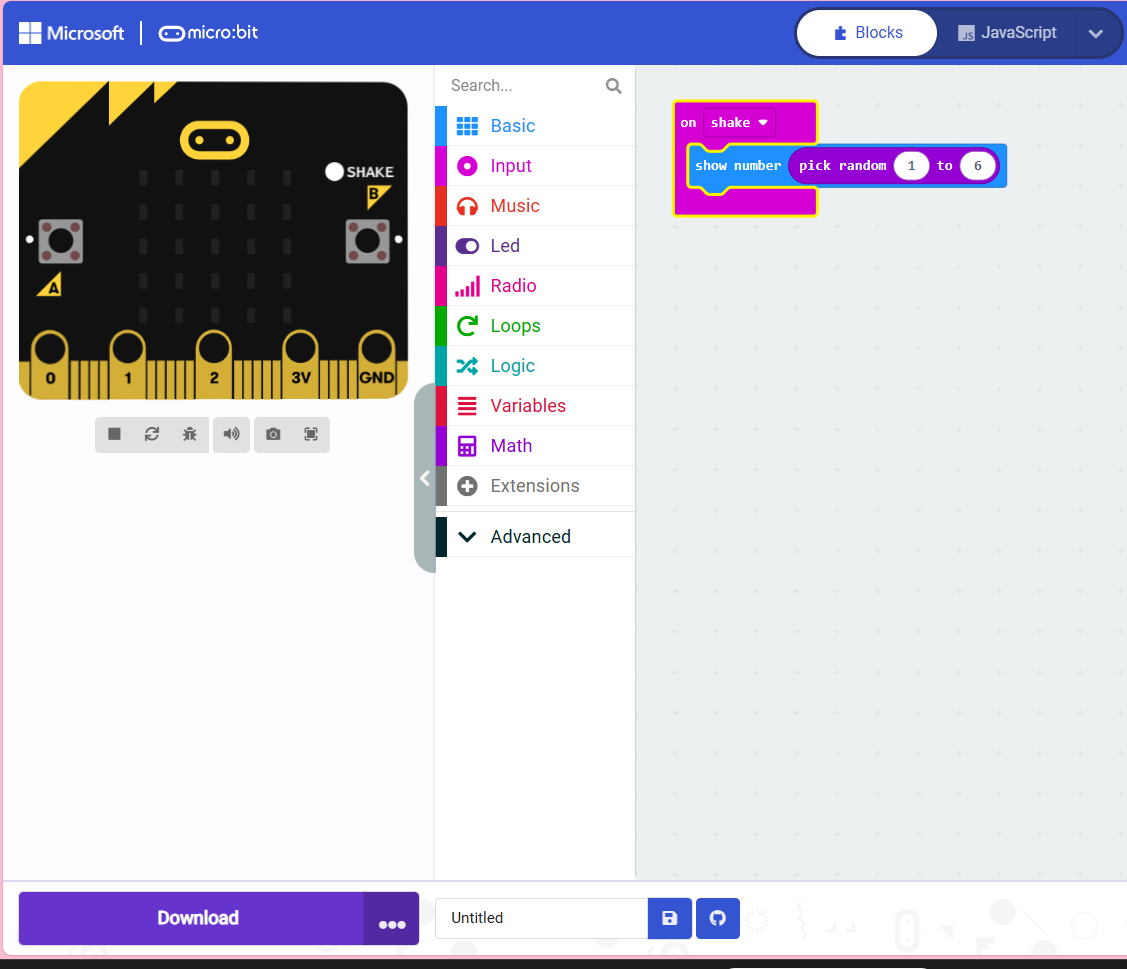 Microsoft
micro:bit
Blocks
JS JavaScript
SHAKE
B
A
0 1 2 3V GND
Search...
Basic
Input
Music
Led
Radio
Loops
Logic
Variables
Math
Extensions
Advanced
on shake
show number pick random 1 to 6
Download
Untitled